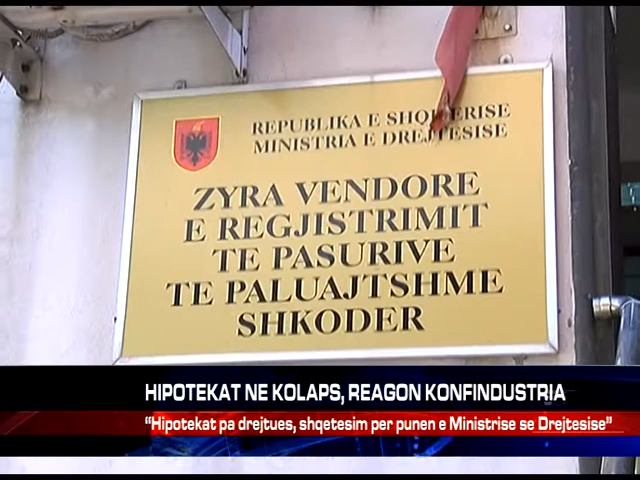 REPUBLIKA E SHQIPERISE
MINISTRIA E DREJTESISE
ZYRA VENDORE
E REGJISTRIMIT
TE PASURIVE
TE PALUAJTSHME
SHKODER
HIPOTEKAT NE KOLAPS, REAGON KONFINDUSTRIA
“Hipotekat pa drejtues, shqetesim per punen e Ministrise se Drejtesise”